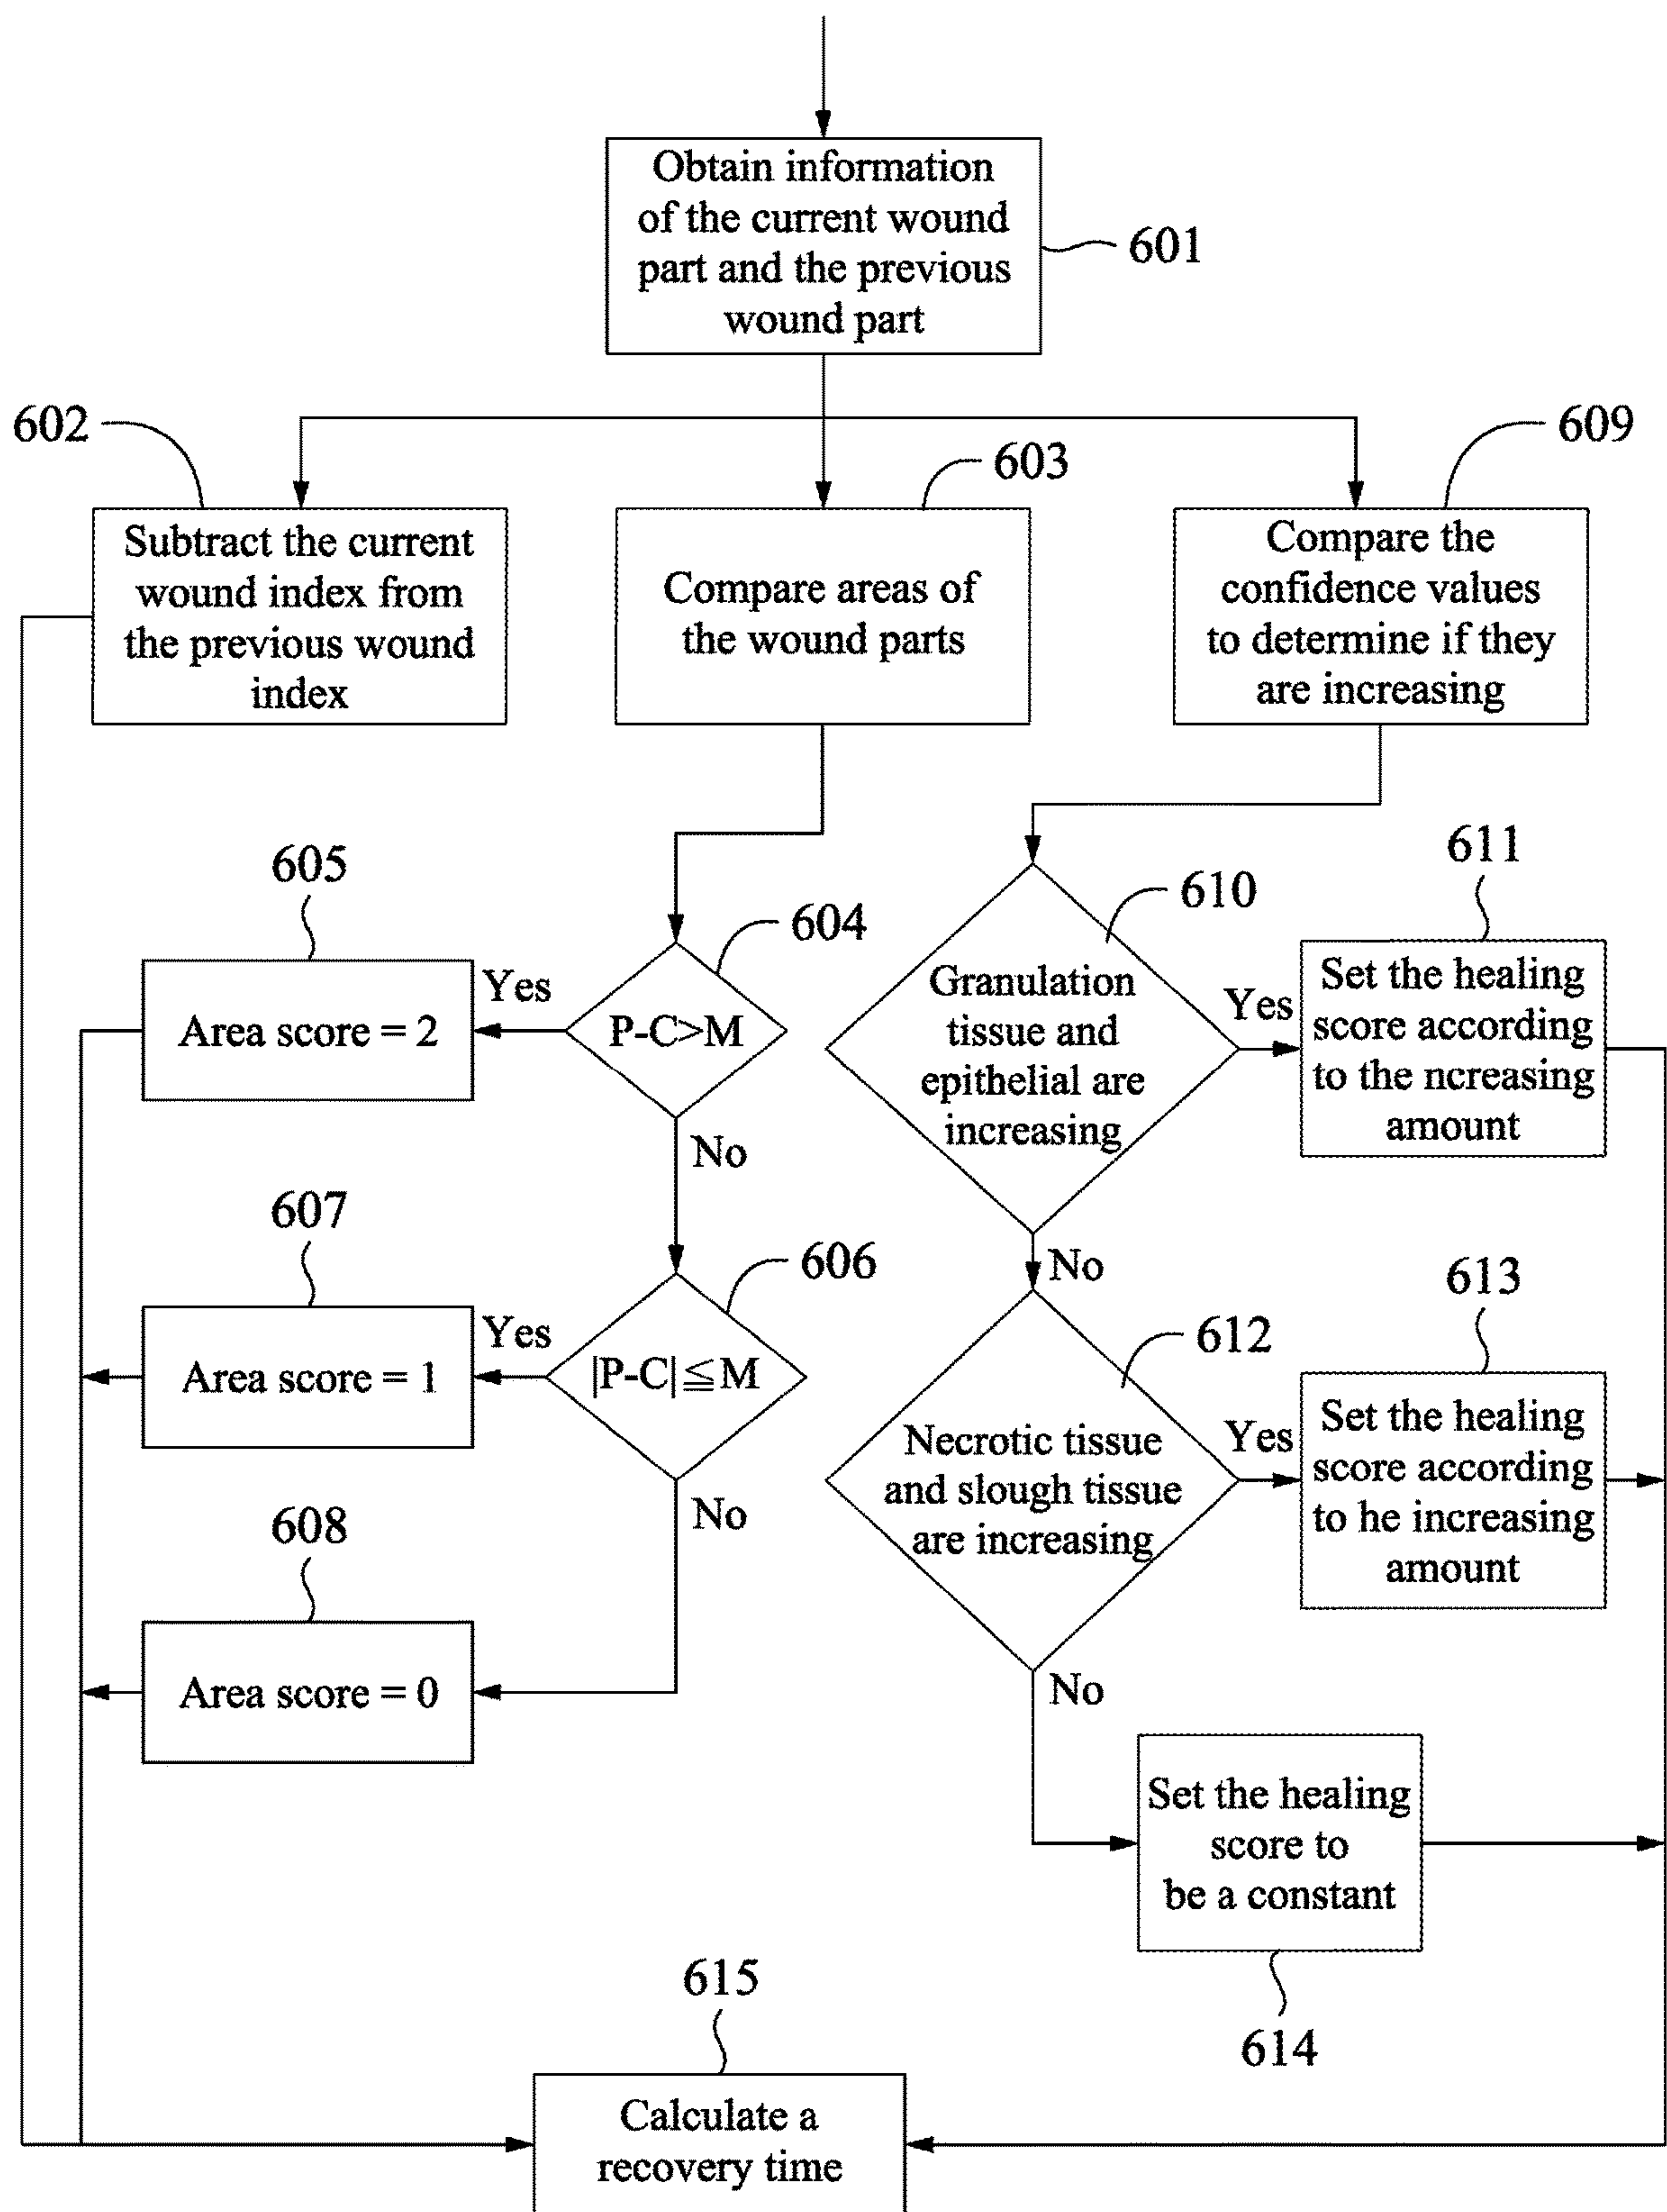 Obtain information
of the current wound
part and the previous
wound part
601
602
603
609
Subtract the current
wound index from
the previous wound
index
Compare areas of
the wound parts
Compare the
confidence values
to determine if they
are increasing
605
604
Area score = 2
Yes
P-C>M
No
607
606
Area score = 1
Yes
|P-C|≦M
No
608
Area score = 0
610
Granulation
tissue and
epithelial are
increasing
Yes
611
Set the healing
score according
to the ncreasing
amount
No
612
Necrotic tissue
and slough tissue
are increasing
Yes
613
Set the healing
score according
to he increasing
amount
No
Set the healing
score to
be a constant
614
615
Calculate a
recovery time